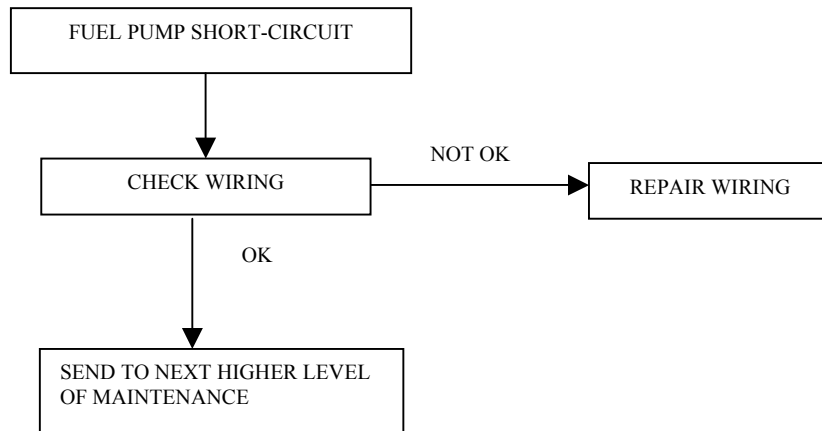 FUEL PUMP SHORT-CIRCUIT
NOT OK
CHECK WIRING
REPAIR WIRING
OK
SEND TO NEXT HIGHER LEVEL
OF MAINTENANCE